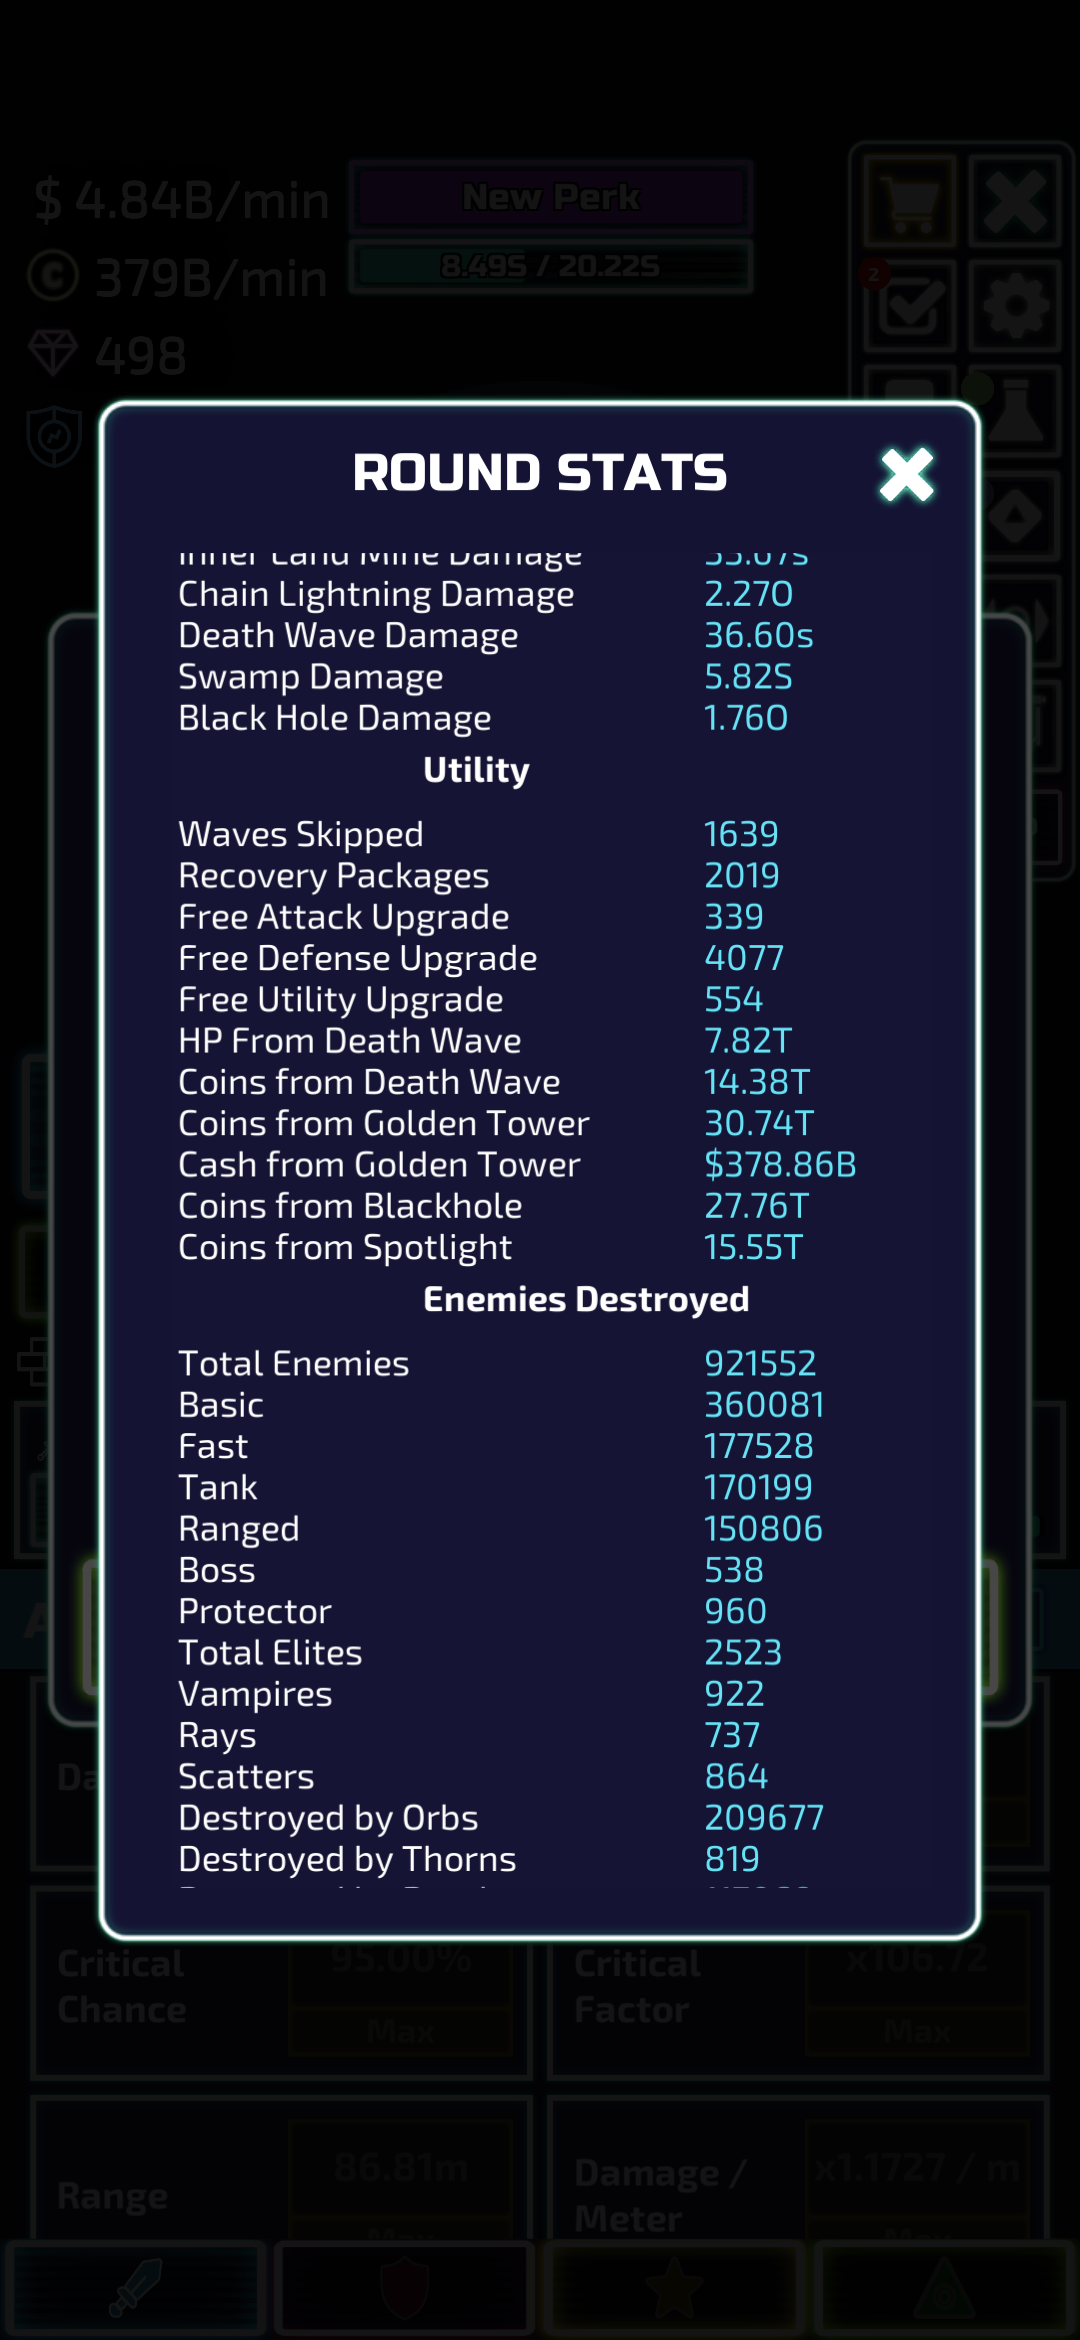 $ 4.84B/min
New Perk
8.49S / 20.22S
379B/min
2
498
ROUND STATS
Inner Land Mine Damage 55.67s
Chain Lightning Damage 2.27O
Death Wave Damage 36.60s
Swamp Damage 5.82S
Black Hole Damage 1.76O
Utility
Waves Skipped 1639
Recovery Packages 2019
Free Attack Upgrade 339
Free Defense Upgrade 4077
Free Utility Upgrade 554
HP From Death Wave 7.82T
Coins from Death Wave 14.38T
Coins from Golden Tower 30.74T
Cash from Golden Tower $378.86B
Coins from Blackhole 27.76T
Coins from Spotlight 15.55T
Enemies Destroyed
Total Enemies 921552
Basic 360081
Fast 177528
Tank 170199
Ranged 150806
Boss 538
Protector 960
Total Elites 2523
Vampires 922
Rays 737
Scatters 864
Destroyed by Orbs 209677
Destroyed by Thorns 819
Critical Chance 95.00% Max
Critical Factor x106.72 Max
Range 86.81m Max
Damage / Meter x1.1727 / m Max